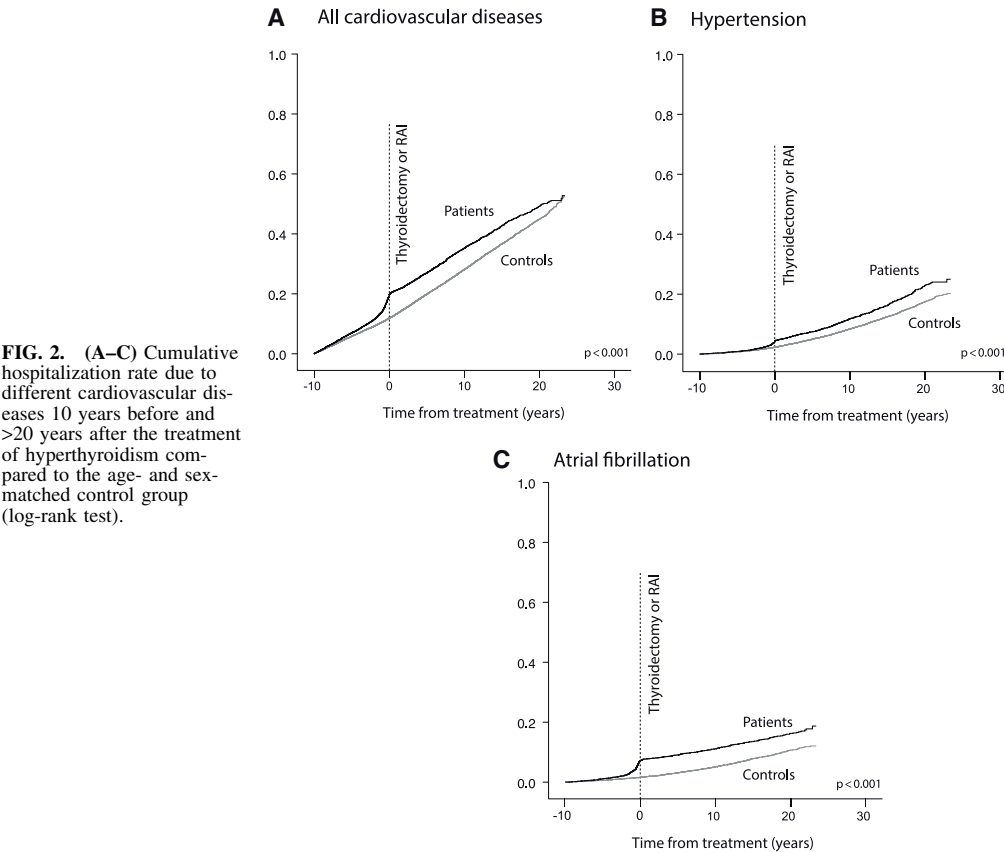 A All cardiovascular diseases
1.0
0.8
0.6
0.4
0.2
0.0
Thyroidectomy or RAI
Patients
Controls
p<0.001
-10 0 10 20 30
Time from treatment (years)
B Hypertension
1.0
0.8
0.6
0.4
0.2
0.0
Thyroidectomy or RAI
Patients
Controls
p<0.001
-10 0 10 20 30
Time from treatment (years)
FIG. 2. (A–C) Cumulative
hospitalization rate due to
different cardiovascular dis-
eases 10 years before and
>20 years after the treatment
of hyperthyroidism com-
pared to the age- and sex-
matched control group
(log-rank test).
C Atrial fibrillation
1.0
0.8
0.6
0.4
0.2
0.0
Thyroidectomy or RAI
Patients
Controls
p<0.001
-10 0 10 20 30
Time from treatment (years)